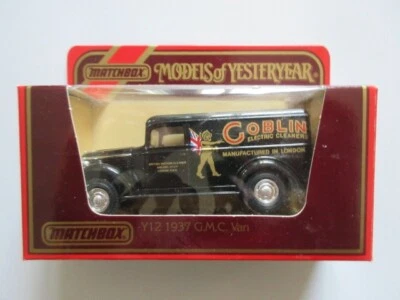 MATCHBOX
MODELS of YESTERYEAR
GOBLIN
ELECTRIC CLEANERS
MANUFACTURED IN LONDON
MATCHBOX
Y12 1937 G.M.C. Van